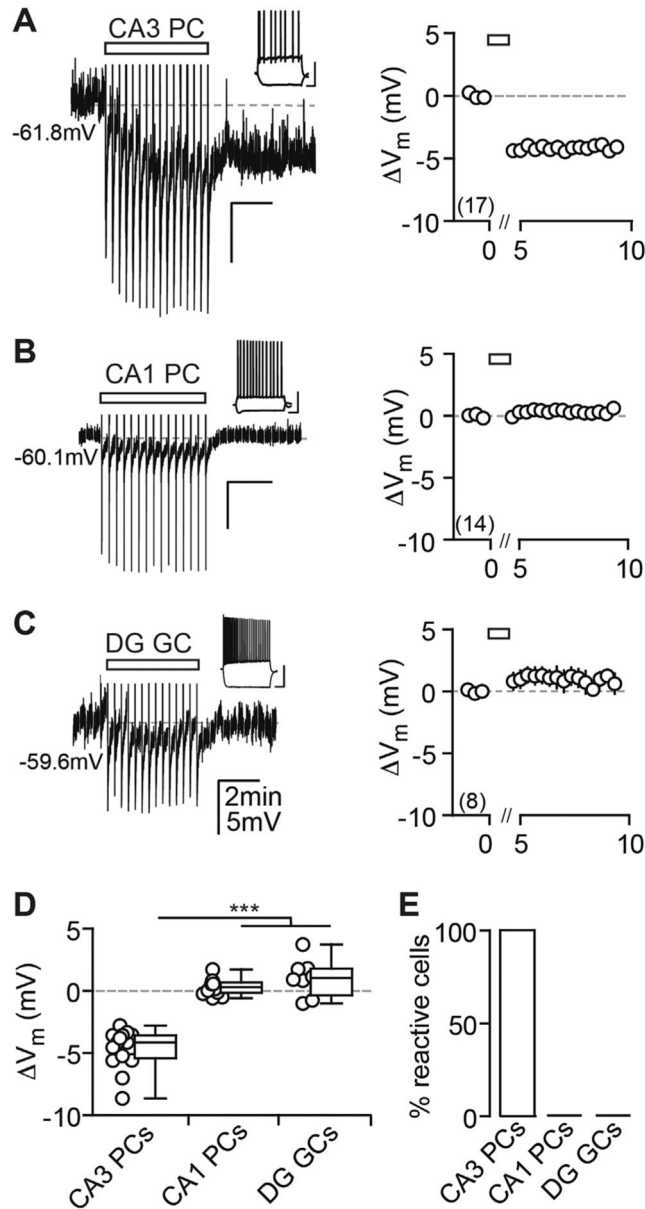 A
CA3 PC
-61.8mV
ΔVm (mV)
5
0
-5
-10
(17)
//
0
5
10
B
CA1 PC
-60.1mV
ΔVm (mV)
5
0
-5
-10
(14)
//
0
5
10
C
DG GC
-59.6mV
2min
5mV
ΔVm (mV)
5
0
-5
-10
(8)
//
0
5
10
D
***
ΔVm (mV)
5
0
-5
-10
CA3 PCs
CA1 PCs
DG GCs
E
% reactive cells
100
50
0
CA3 PCs
CA1 PCs
DG GCs